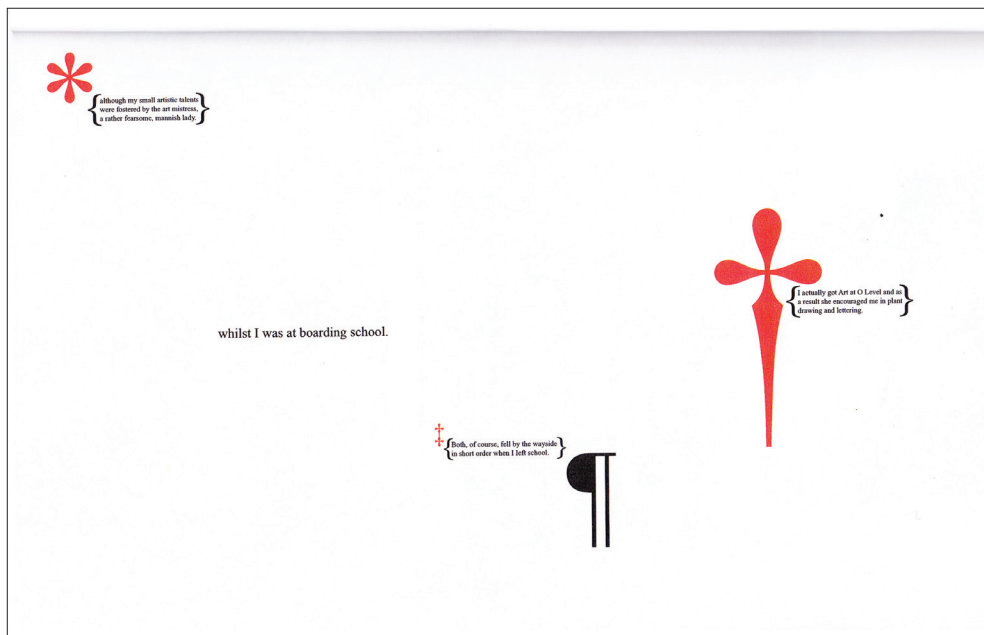 *
{although my small artistic talents
were fostered by the art mistress,
a rather fearsome, mannish lady.}
whilst I was at boarding school.
†
{I actually got Art at O Level and as
a result she encouraged me in plant
drawing and lettering.}
‡
{Both, of course, fell by the wayside
in short order when I left school.}
¶